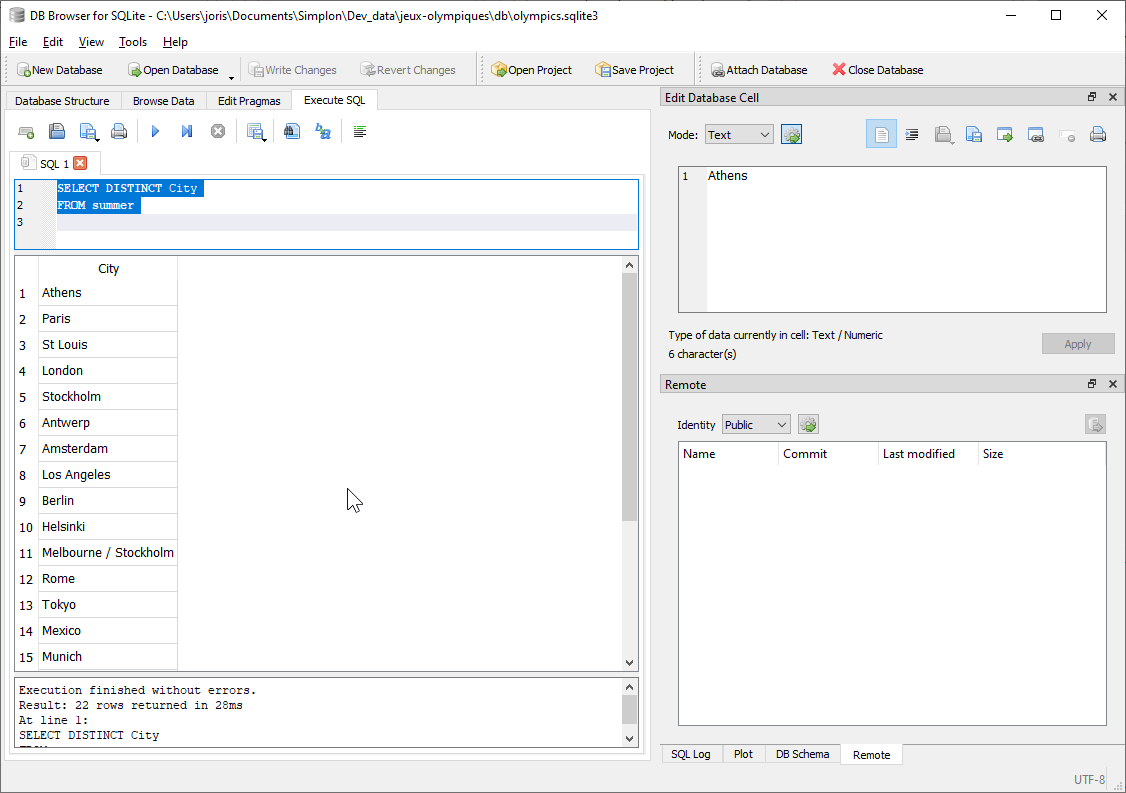 DB Browser for SQLite - C:\Users\joris\Documents\Simplon\Dev_data\jeux-olympiques\db\olympics.sqlite3
File Edit View Tools Help
New Database Open Database Write Changes Revert Changes Open Project Save Project Attach Database Close Database
Database Structure Browse Data Edit Pragmas Execute SQL
SQL 1
1 SELECT DISTINCT City
2 FROM summer
3
City
1 Athens
2 Paris
3 St Louis
4 London
5 Stockholm
6 Antwerp
7 Amsterdam
8 Los Angeles
9 Berlin
10 Helsinki
11 Melbourne / Stockholm
12 Rome
13 Tokyo
14 Mexico
15 Munich
Execution finished without errors.
Result: 22 rows returned in 28ms
At line 1:
SELECT DISTINCT City
Edit Database Cell
Mode: Text
1 Athens
Type of data currently in cell: Text / Numeric
6 character(s)
Apply
Remote
Identity Public
Name Commit Last modified Size
SQL Log Plot DB Schema Remote
UTF-8